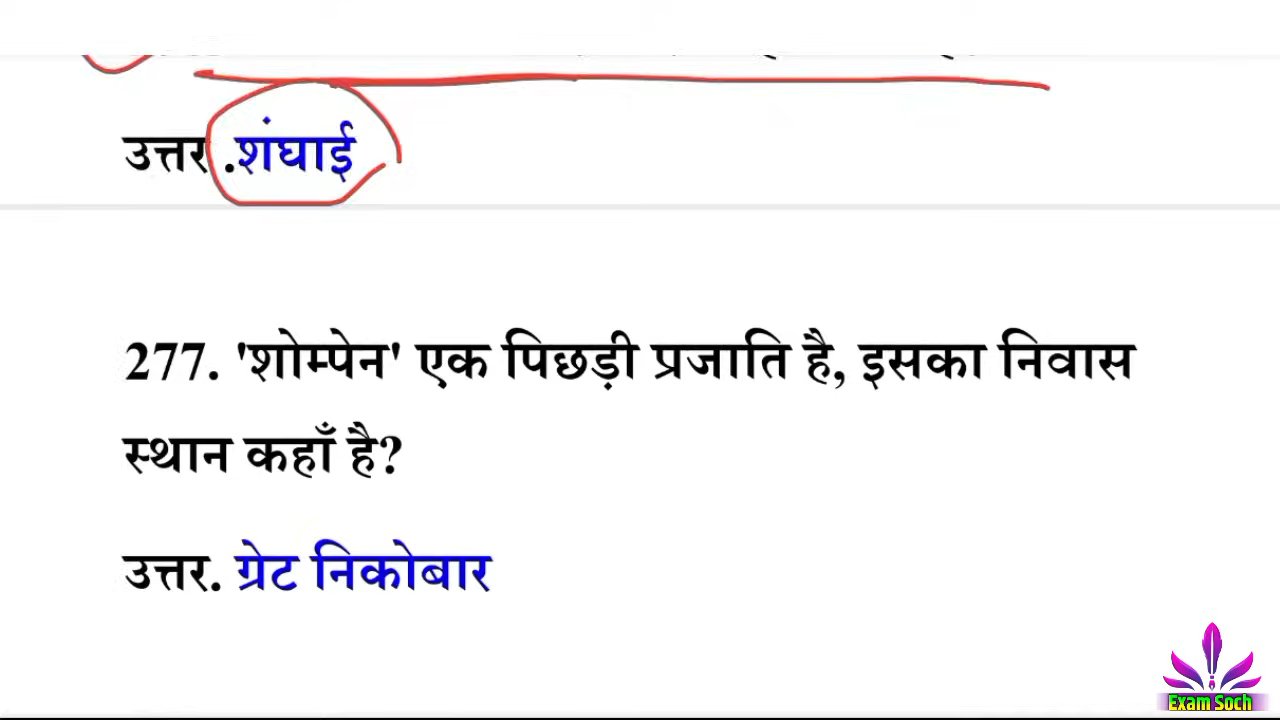 उत्तर .शंघाई
277. 'शोम्पेन' एक पिछड़ी प्रजाति है, इसका निवास
स्थान कहाँ है?
उत्तर. ग्रेट निकोबार
Exam Soch